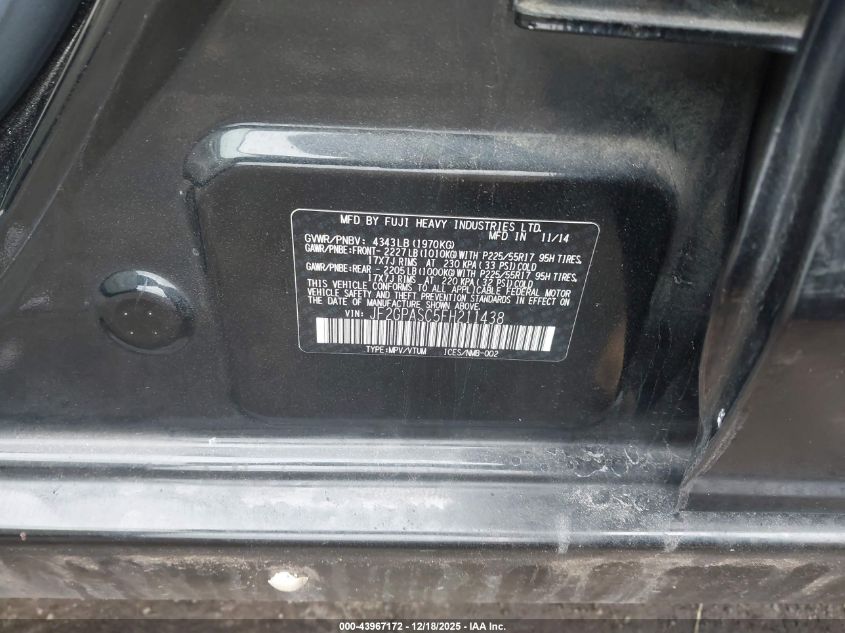 MFD BY FUJI HEAVY INDUSTRIES LTD.
MFD IN 11/14
GVWR/PNBV: 4343LB(1970KG)
GAWR/PNBE:FRONT- 2227LB(1010KG)WITH P225/55R17 95H TIRES,
17X7J RIMS AT 230 KPA(33 PSI)COLD
GAWR/PNBE:REAR - 2205LB(1000KG)WITH P225/55R17 95H TIRES,
17X7J RIMS AT 220 KPA(32 PSI)COLD
THIS VEHICLE CONFORMS TO ALL APPLICABLE FEDERAL MOTOR
VEHICLE SAFETY AND THEFT PREVENTION STANDARDS IN EFFECT ON
THE DATE OF MANUFACTURE SHOWN ABOVE.
VIN: JF2GPASC5FH211438
TYPE:MPV/VTUM ICES/NMB-002
000-43967172 - 12/18/2025 - IAA Inc.